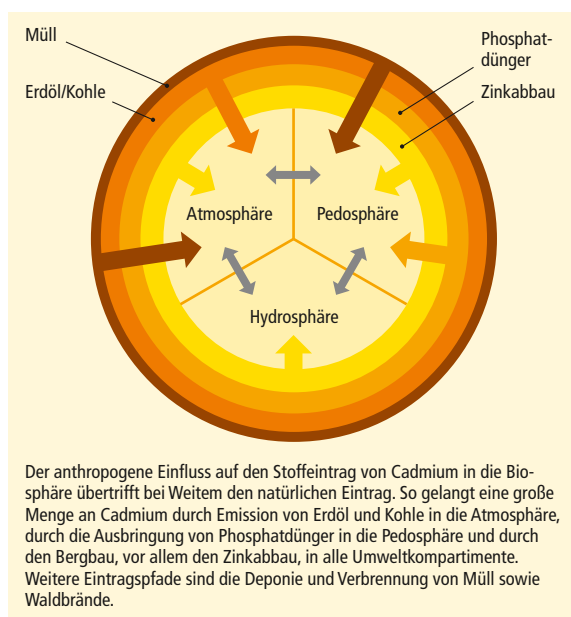 Müll
Phosphat-
dünger
Erdöl/Kohle
Zinkabbau
Atmosphäre
Pedosphäre
Hydrosphäre
Der anthropogene Einfluss auf den Stoffeintrag von Cadmium in die Bio-
sphäre übertrifft bei Weitem den natürlichen Eintrag. So gelangt eine große
Menge an Cadmium durch Emission von Erdöl und Kohle in die Atmosphäre,
durch die Ausbringung von Phosphatdünger in die Pedosphäre und durch
den Bergbau, vor allem den Zinkabbau, in alle Umweltkompartimente.
Weitere Eintragspfade sind die Deponie und Verbrennung von Müll sowie
Waldbrände.